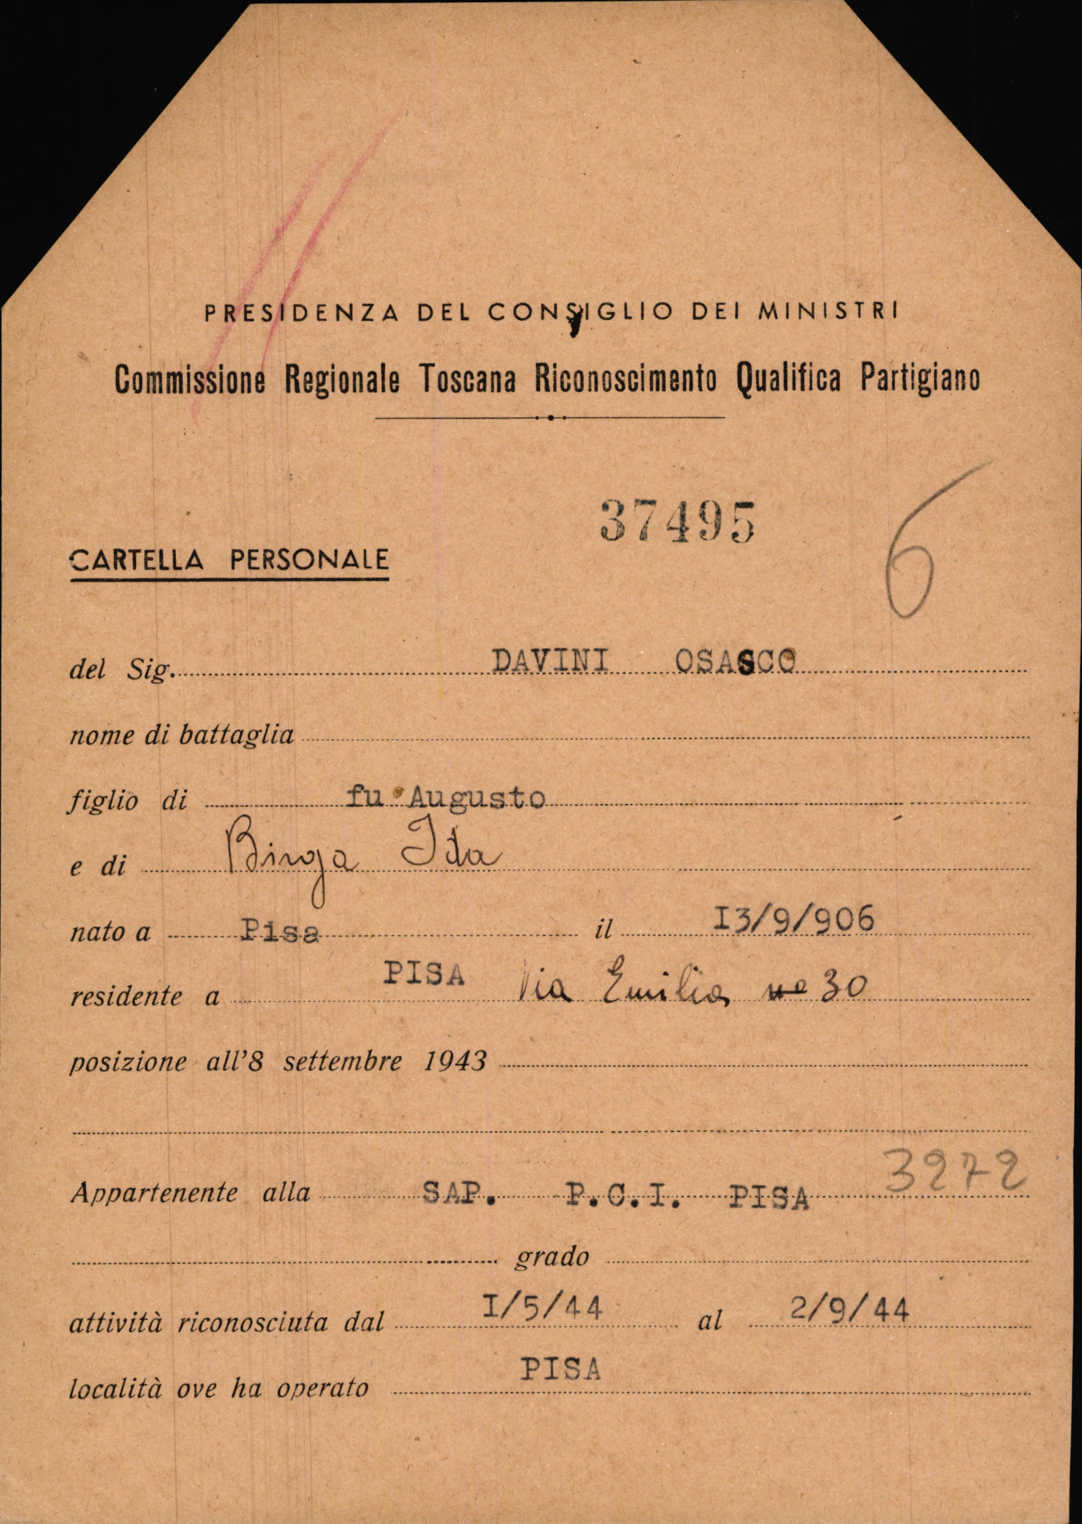 PRESIDENZA DEL CONSIGLIO DEI MINISTRI
Commissione Regionale Toscana Riconoscimento Qualifica Partigiano
37495
6
CARTELLA PERSONALE
del Sig. DAVINI OSASCO
nome di battaglia
figlio di fu Augusto
e di Binga Ida
nato a Pisa il I3/9/906
residente a PISA Via Emilia no 30
posizione all'8 settembre 1943
3272
Appartenente alla SAP. P.C.I. PISA
grado
attività riconosciuta dal I/5/44 al 2/9/44
località ove ha operato PISA